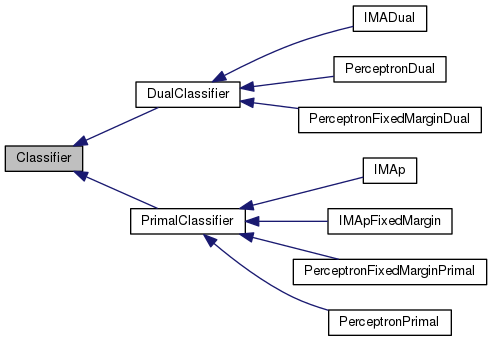 IMADual
PerceptronDual
DualClassifier
PerceptronFixedMarginDual
Classifier
IMAp
PrimalClassifier
IMApFixedMargin
PerceptronFixedMarginPrimal
PerceptronPrimal